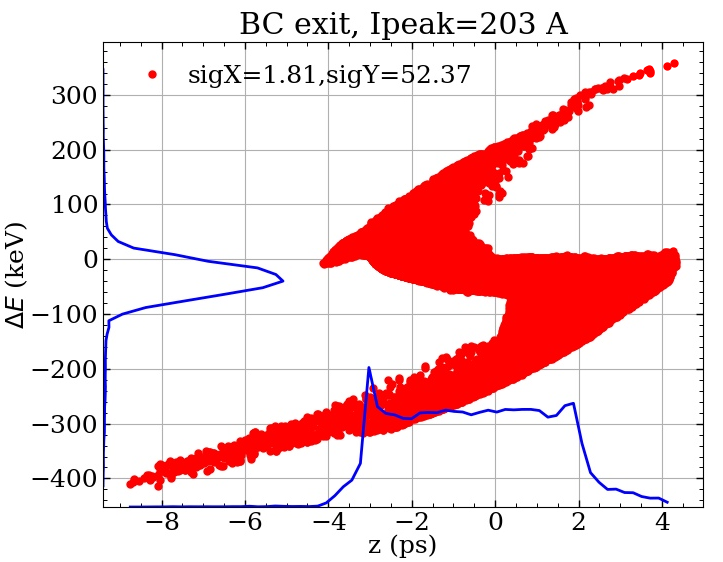 BC exit, Ipeak=203 A
sigX=1.81,sigY=52.37
300
200
100
0
−100
−200
−300
−400
ΔE (keV)
−8 −6 −4 −2 0 2 4
z (ps)